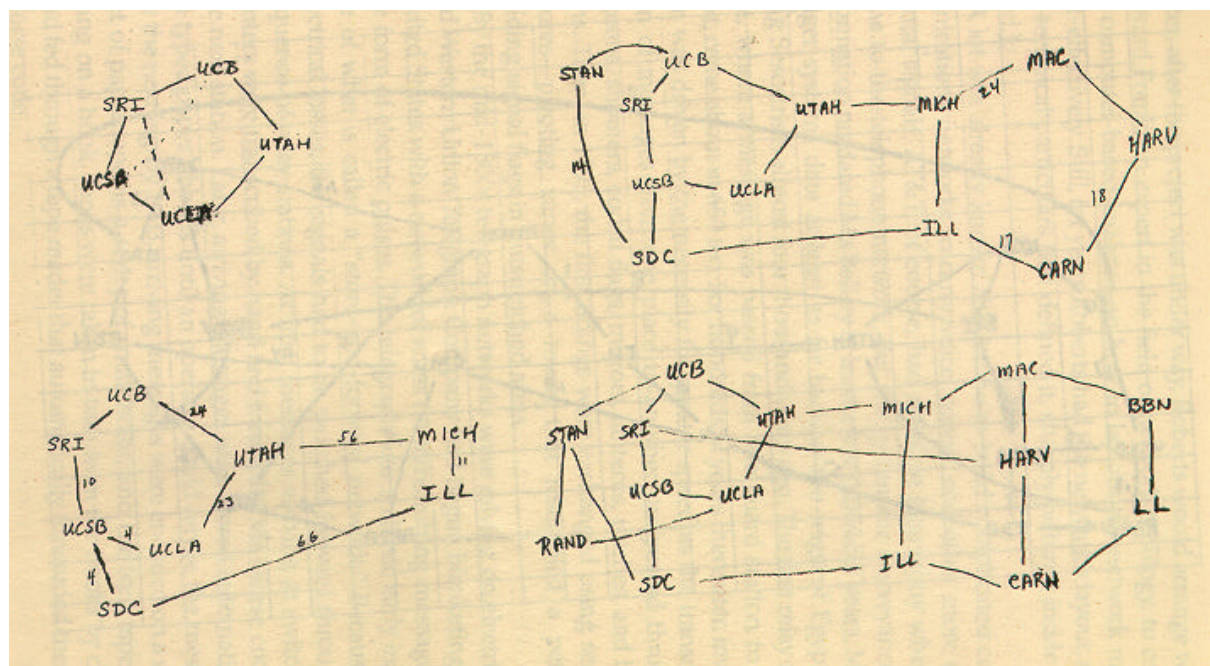 UCB
SRI
UTAH
UCSB
UCLA
STAN
UCB
SRI
UTAH
MICH
24
MAC
HARV
14
UCSB
UCLA
18
SDC
ILL
17
CARN
UCB
24
SRI
UTAH
56
MICH
11
10
ILL
23
UCSB
4
UCLA
66
4
SDC
UCB
MAC
STAN
SRI
UTAH
MICH
BBN
HARV
UCSB
UCLA
LL
RAND
SDC
ILL
CARN